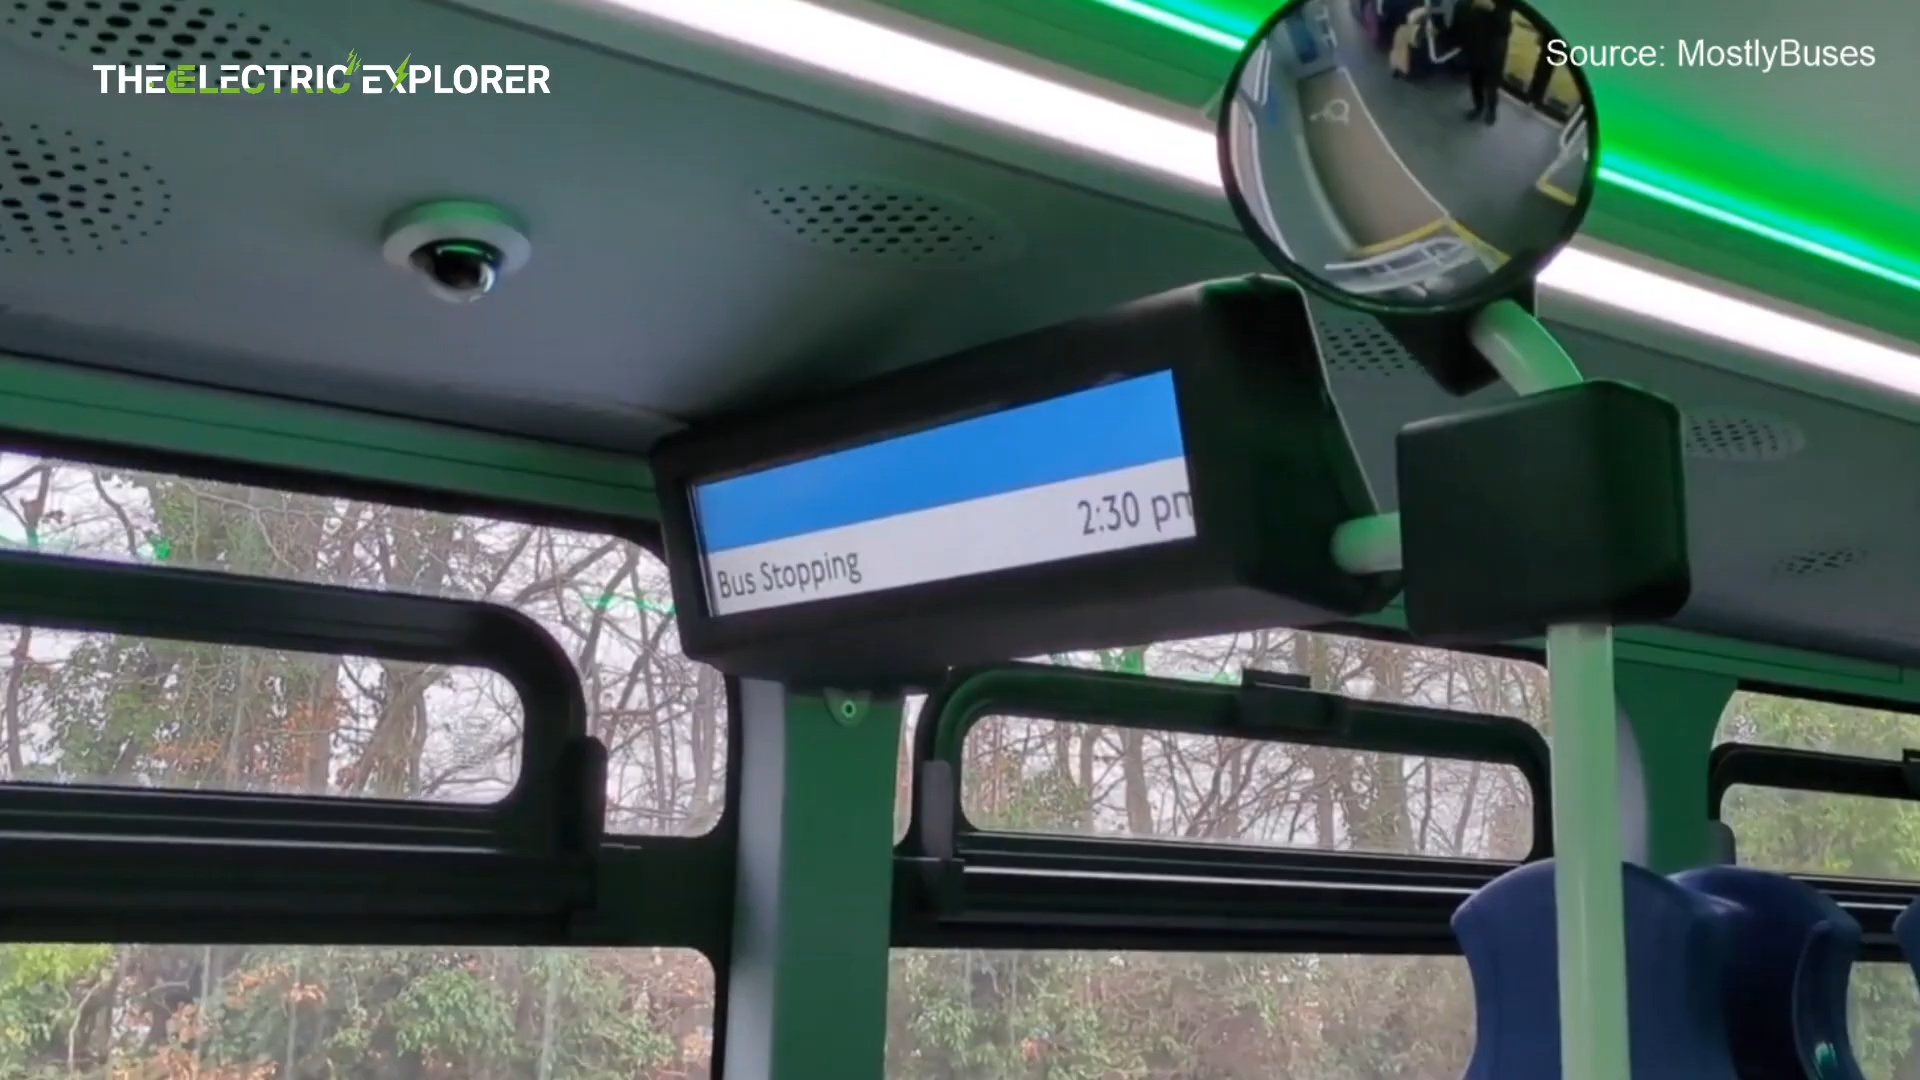 THE ELECTRIC EXPLORER
Source: MostlyBuses
2:30 pm
Bus Stopping